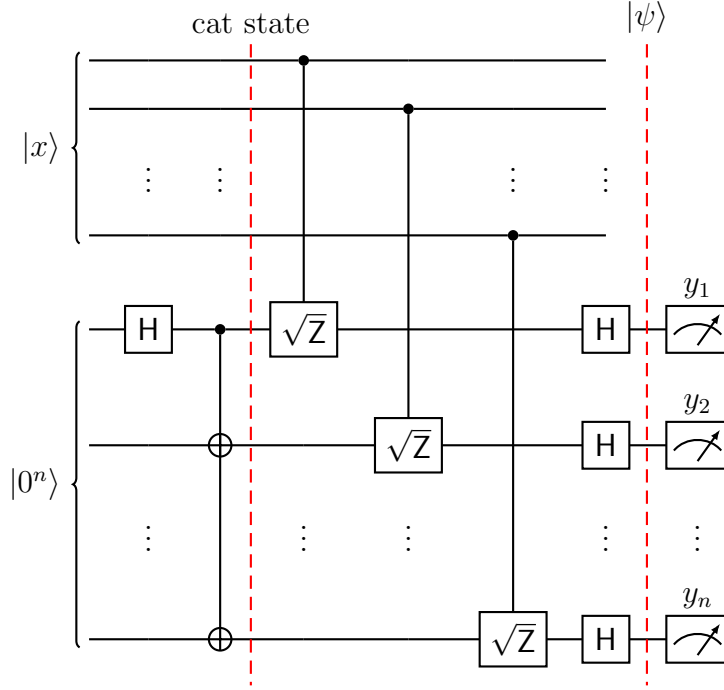 cat state |ψ⟩
|x⟩
⋮ ⋮ ⋮ ⋮
y₁
H √Z H
y₂
√Z H
|0ⁿ⟩
⋮ ⋮ ⋮ ⋮ ⋮
yₙ
√Z H